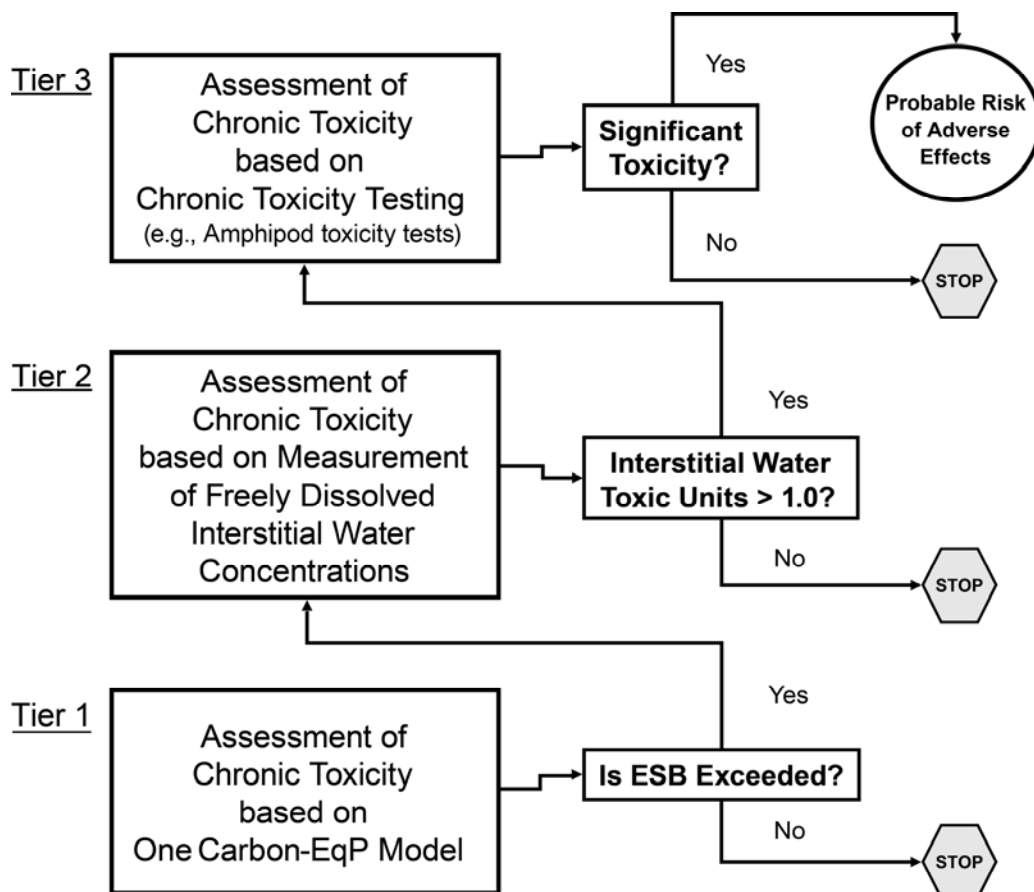 Tier 3
Assessment of
Chronic Toxicity
based on
Chronic Toxicity Testing
(e.g., Amphipod toxicity tests)
Significant
Toxicity?
Yes
Probable Risk
of Adverse
Effects
No
STOP
Tier 2
Assessment of
Chronic Toxicity
based on Measurement
of Freely Dissolved
Interstitial Water
Concentrations
Yes
Interstitial Water
Toxic Units > 1.0?
No
STOP
Tier 1
Assessment of
Chronic Toxicity
based on
One Carbon-EqP Model
Yes
Is ESB Exceeded?
No
STOP